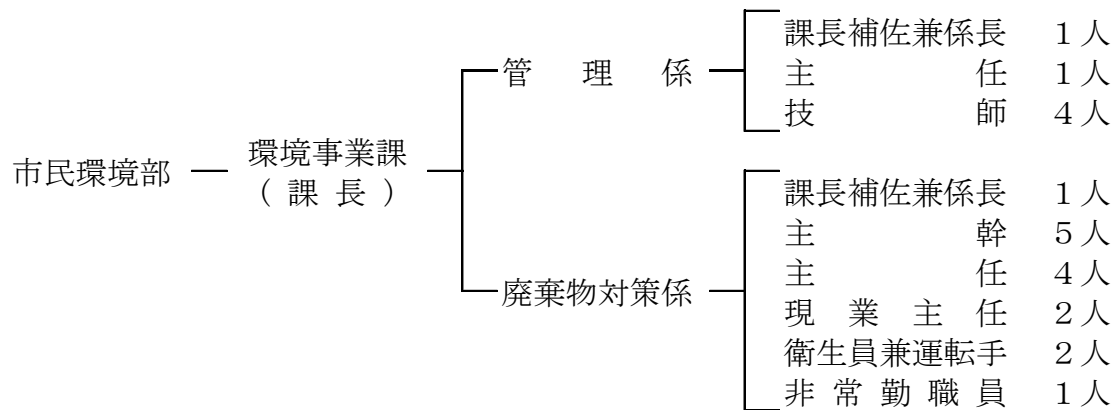 市民環境部
環境事業課
(課長)
管理係
課長補佐兼係長 1人
主任 1人
技師 4人
廃棄物対策係
課長補佐兼係長 1人
主幹 5人
主任 4人
現業主任 2人
衛生員兼運転手 2人
非常勤職員 1人